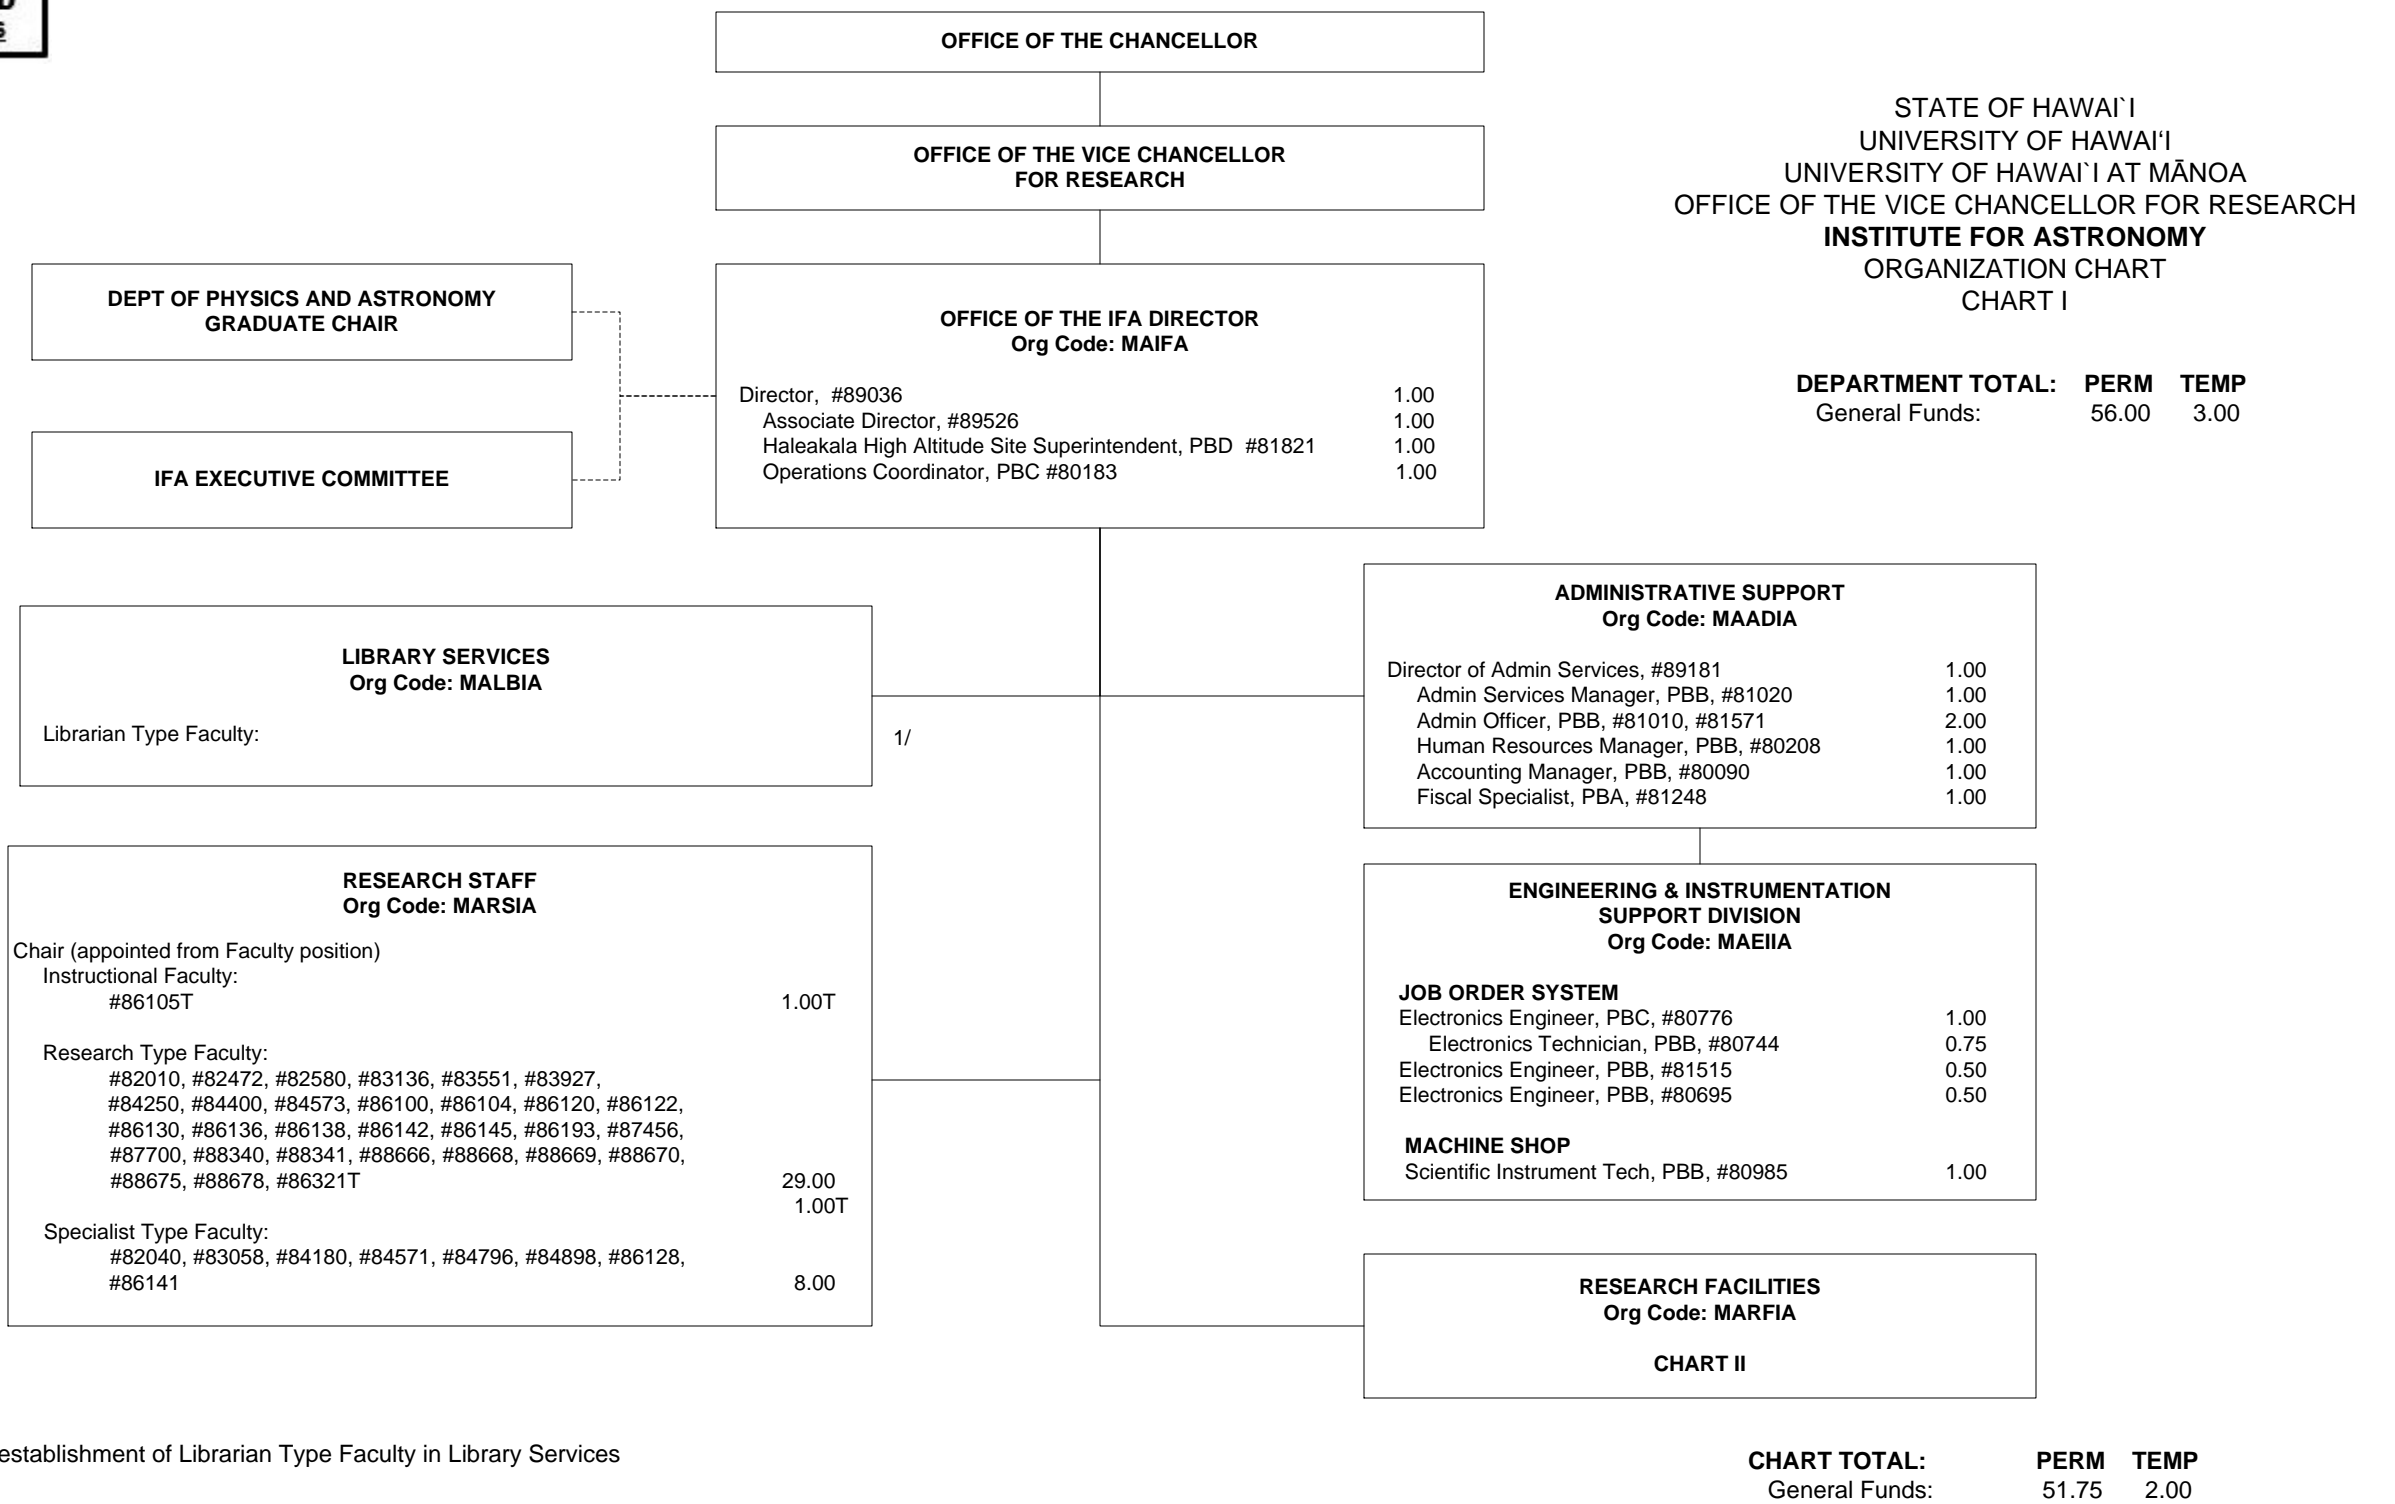 OFFICE OF THE CHANCELLOR
OFFICE OF THE VICE CHANCELLOR
FOR RESEARCH
STATE OF HAWAI`I
UNIVERSITY OF HAWAI‘I
UNIVERSITY OF HAWAI`I AT MĀNOA
OFFICE OF THE VICE CHANCELLOR FOR RESEARCH
INSTITUTE FOR ASTRONOMY
ORGANIZATION CHART
CHART I
DEPARTMENT TOTAL: PERM TEMP
General Funds: 56.00 3.00
DEPT OF PHYSICS AND ASTRONOMY
GRADUATE CHAIR
IFA EXECUTIVE COMMITTEE
OFFICE OF THE IFA DIRECTOR
Org Code: MAIFA
Director, #89036 1.00
Associate Director, #89526 1.00
Haleakala High Altitude Site Superintendent, PBD #81821 1.00
Operations Coordinator, PBC #80183 1.00
LIBRARY SERVICES
Org Code: MALBIA
Librarian Type Faculty: 1/
ADMINISTRATIVE SUPPORT
Org Code: MAADIA
Director of Admin Services, #89181 1.00
Admin Services Manager, PBB, #81020 1.00
Admin Officer, PBB, #81010, #81571 2.00
Human Resources Manager, PBB, #80208 1.00
Accounting Manager, PBB, #80090 1.00
Fiscal Specialist, PBA, #81248 1.00
RESEARCH STAFF
Org Code: MARSIA
Chair (appointed from Faculty position)
Instructional Faculty:
#86105T 1.00T
Research Type Faculty:
#82010, #82472, #82580, #83136, #83551, #83927,
#84250, #84400, #84573, #86100, #86104, #86120, #86122,
#86130, #86136, #86138, #86142, #86145, #86193, #87456,
#87700, #88340, #88341, #88666, #88668, #88669, #88670,
#88675, #88678, #86321T 29.00
1.00T
Specialist Type Faculty:
#82040, #83058, #84180, #84571, #84796, #84898, #86128,
#86141 8.00
ENGINEERING & INSTRUMENTATION
SUPPORT DIVISION
Org Code: MAEIIA
JOB ORDER SYSTEM
Electronics Engineer, PBC, #80776 1.00
Electronics Technician, PBB, #80744 0.75
Electronics Engineer, PBB, #81515 0.50
Electronics Engineer, PBB, #80695 0.50
MACHINE SHOP
Scientific Instrument Tech, PBB, #80985 1.00
RESEARCH FACILITIES
Org Code: MARFIA
CHART II
establishment of Librarian Type Faculty in Library Services
CHART TOTAL: PERM TEMP
General Funds: 51.75 2.00